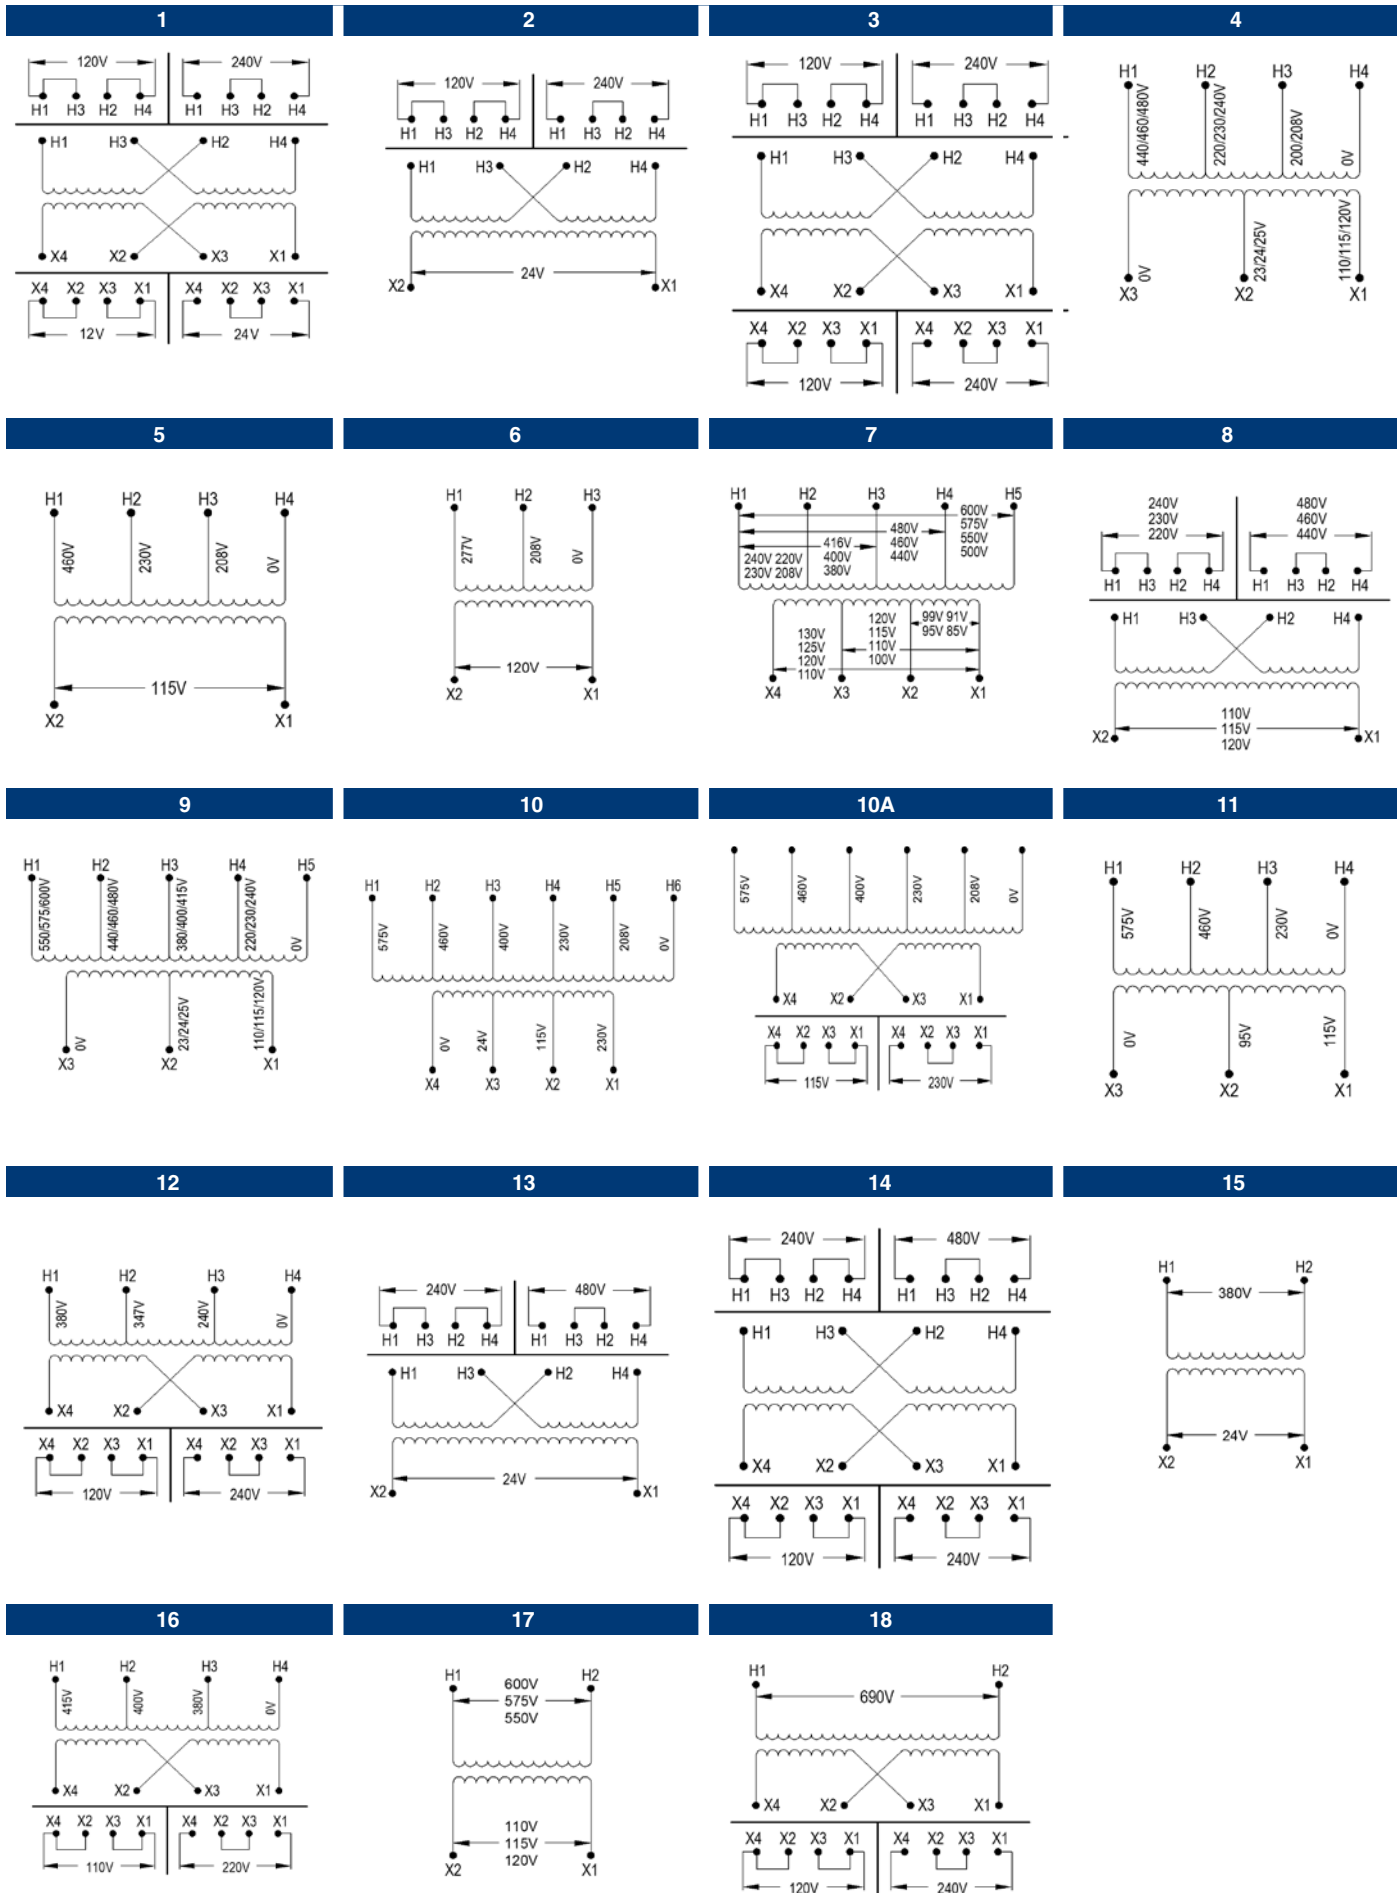 1
120V 240V
H1 H3 H2 H4 H1 H3 H2 H4
H1 H3 H2 H4
X4 X2 X3 X1
X4 X2 X3 X1 X4 X2 X3 X1
12V 24V
2
120V 240V
H1 H3 H2 H4 H1 H3 H2 H4
H1 H3 H2 H4
24V
X2 X1
3
120V 240V
H1 H3 H2 H4 H1 H3 H2 H4
H1 H3 H2 H4
X4 X2 X3 X1
X4 X2 X3 X1 X4 X2 X3 X1
120V 240V
4
H1 H2 H3 H4
440/460/480V 220/230/240V 200/208V 0V
0V 23/24/25V 110/115/120V
X3 X2 X1
5
H1 H2 H3 H4
460V 230V 208V 0V
115V
X2 X1
6
H1 H2 H3
277V 208V 0V
120V
X2 X1
7
H1 H2 H3 H4 H5
600V
480V 575V
416V 460V 550V
240V 220V 400V 440V 500V
230V 208V 380V
120V 99V 91V
130V 115V 95V 85V
125V 110V
120V 100V
110V
X4 X3 X2 X1
8
240V 480V
230V 460V
220V 440V
H1 H3 H2 H4 H1 H3 H2 H4
H1 H3 H2 H4
110V
X2 115V X1
120V
9
H1 H2 H3 H4 H5
550/575/600V 440/460/480V 380/400/415V 220/230/240V 0V
0V 23/24/25V 110/115/120V
X3 X2 X1
10
H1 H2 H3 H4 H5 H6
575V 460V 400V 230V 208V 0V
0V 24V 115V 230V
X4 X3 X2 X1
10A
575V 460V 400V 230V 208V 0V
X4 X2 X3 X1
X4 X2 X3 X1 X4 X2 X3 X1
115V 230V
11
H1 H2 H3 H4
575V 460V 230V 0V
0V 95V 115V
X3 X2 X1
12
H1 H2 H3 H4
380V 347V 240V 0V
X4 X2 X3 X1
X4 X2 X3 X1 X4 X2 X3 X1
120V 240V
13
240V 480V
H1 H3 H2 H4 H1 H3 H2 H4
H1 H3 H2 H4
24V
X2 X1
14
240V 480V
H1 H3 H2 H4 H1 H3 H2 H4
H1 H3 H2 H4
X4 X2 X3 X1
X4 X2 X3 X1 X4 X2 X3 X1
120V 240V
15
H1 H2
380V
24V
X2 X1
16
H1 H2 H3 H4
415V 400V 380V 0V
X4 X2 X3 X1
X4 X2 X3 X1 X4 X2 X3 X1
110V 220V
17
H1 H2
600V
575V
550V
110V
115V
120V
X2 X1
18
H1 H2
690V
X4 X2 X3 X1
X4 X2 X3 X1 X4 X2 X3 X1
120V 240V